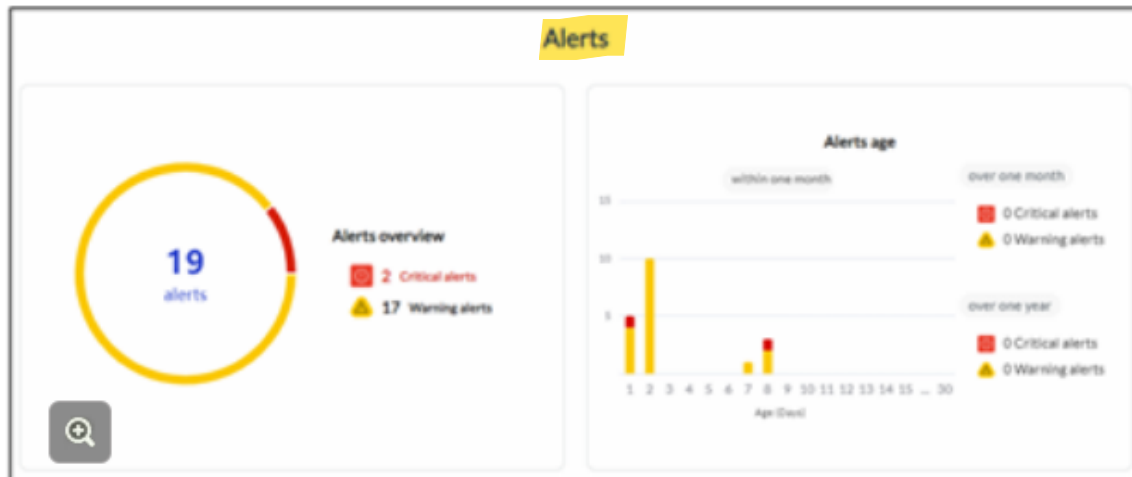 Alerts
19
alerts
Alerts overview
2 Critical alerts
17 Warning alerts
Alerts age
within one month
15
10
5
1 2 3 4 5 6 7 8 9 10 11 12 13 14 15 ... 30
Age (Days)
over one month
0 Critical alerts
0 Warning alerts
over one year
0 Critical alerts
0 Warning alerts